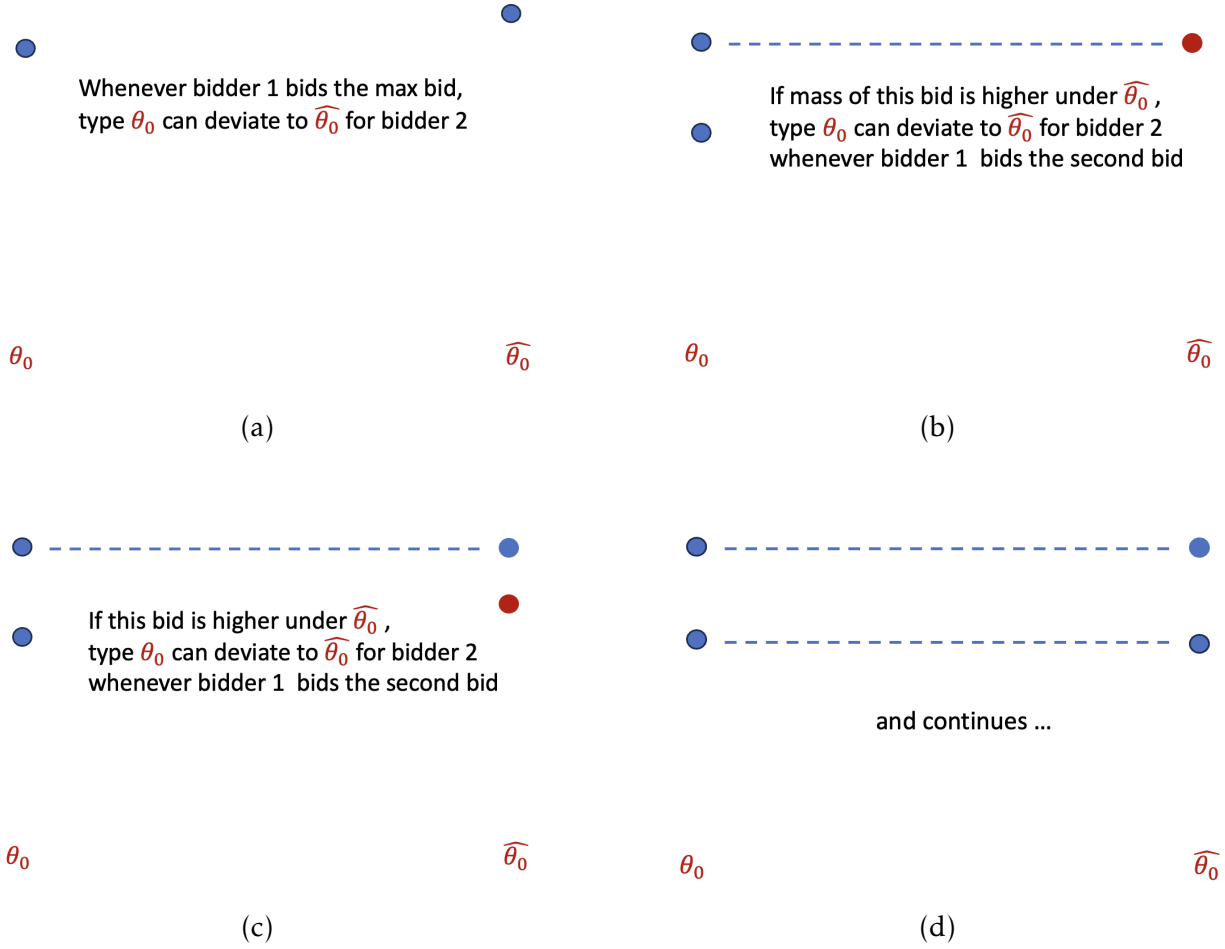 Whenever bidder 1 bids the max bid,
type θ₀ can deviate to θ̂₀ for bidder 2
θ₀
θ̂₀
(a)
If mass of this bid is higher under θ̂₀ ,
type θ₀ can deviate to θ̂₀ for bidder 2
whenever bidder 1 bids the second bid
θ₀
θ̂₀
(b)
If this bid is higher under θ̂₀ ,
type θ₀ can deviate to θ̂₀ for bidder 2
whenever bidder 1 bids the second bid
θ₀
θ̂₀
(c)
and continues ...
θ₀
θ̂₀
(d)